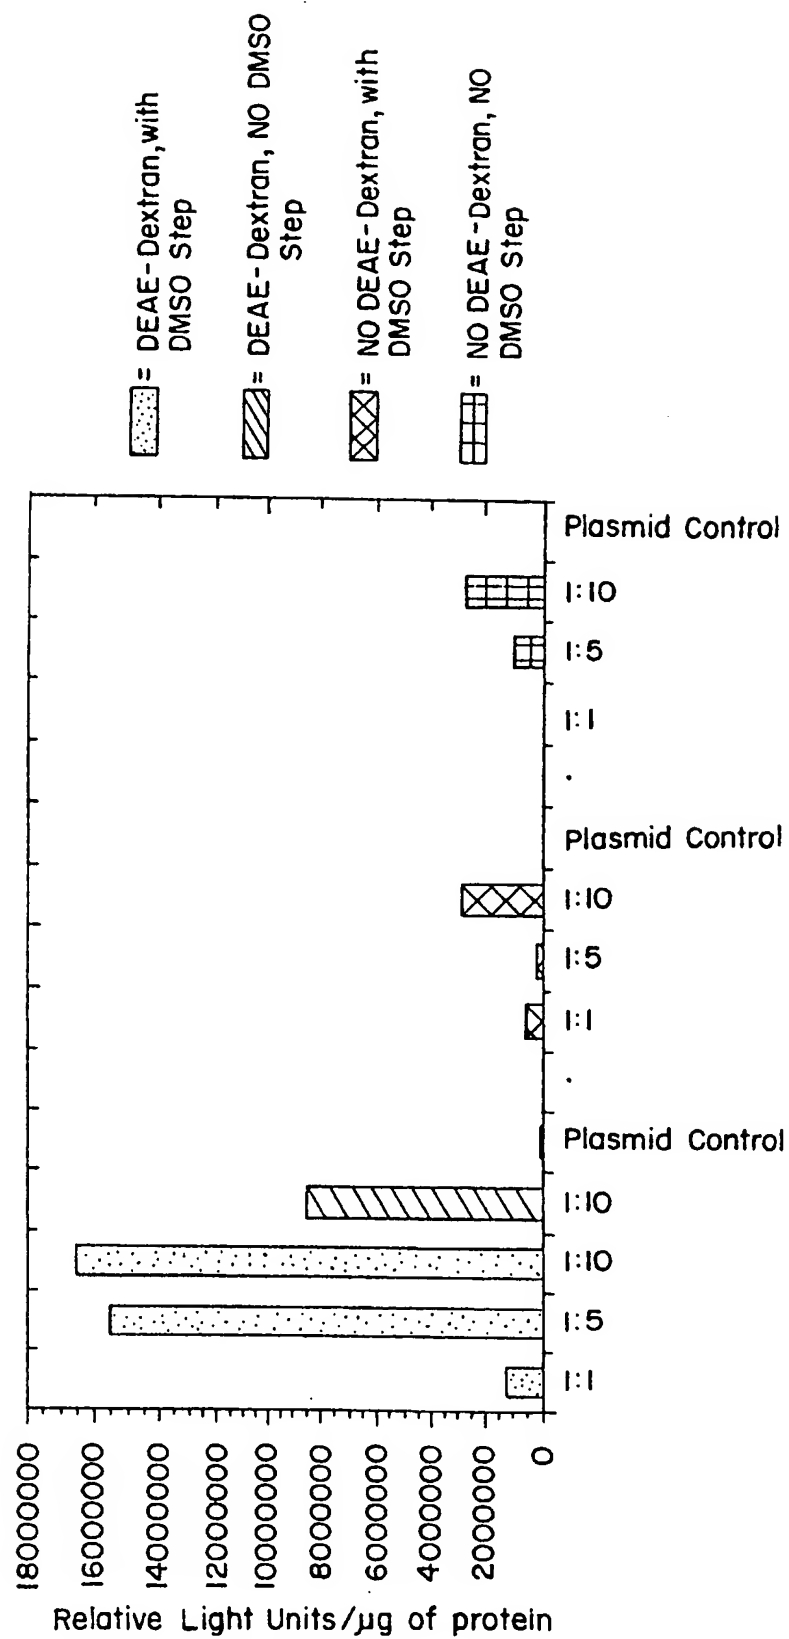 Relative Light Units/µg of protein
18000000
16000000
14000000
12000000
10000000
8000000
6000000
4000000
2000000
0
1:1
1:5
1:10
1:10
Plasmid Control
.
1:1
1:5
1:10
Plasmid Control
.
1:1
1:5
1:10
Plasmid Control
= DEAE-Dextran, with
DMSO Step
= DEAE-Dextran, NO DMSO
Step
= NO DEAE-Dextran, with
DMSO Step
= NO DEAE-Dextran, NO
DMSO Step